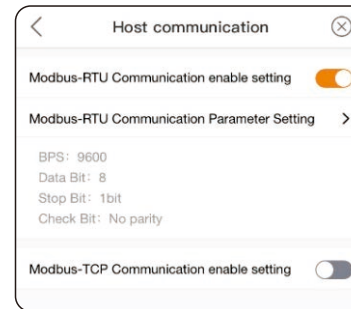 Host communication
Modbus-RTU Communication enable setting
Modbus-RTU Communication Parameter Setting
BPS: 9600
Data Bit: 8
Stop Bit: 1bit
Check Bit: No parity
Modbus-TCP Communication enable setting